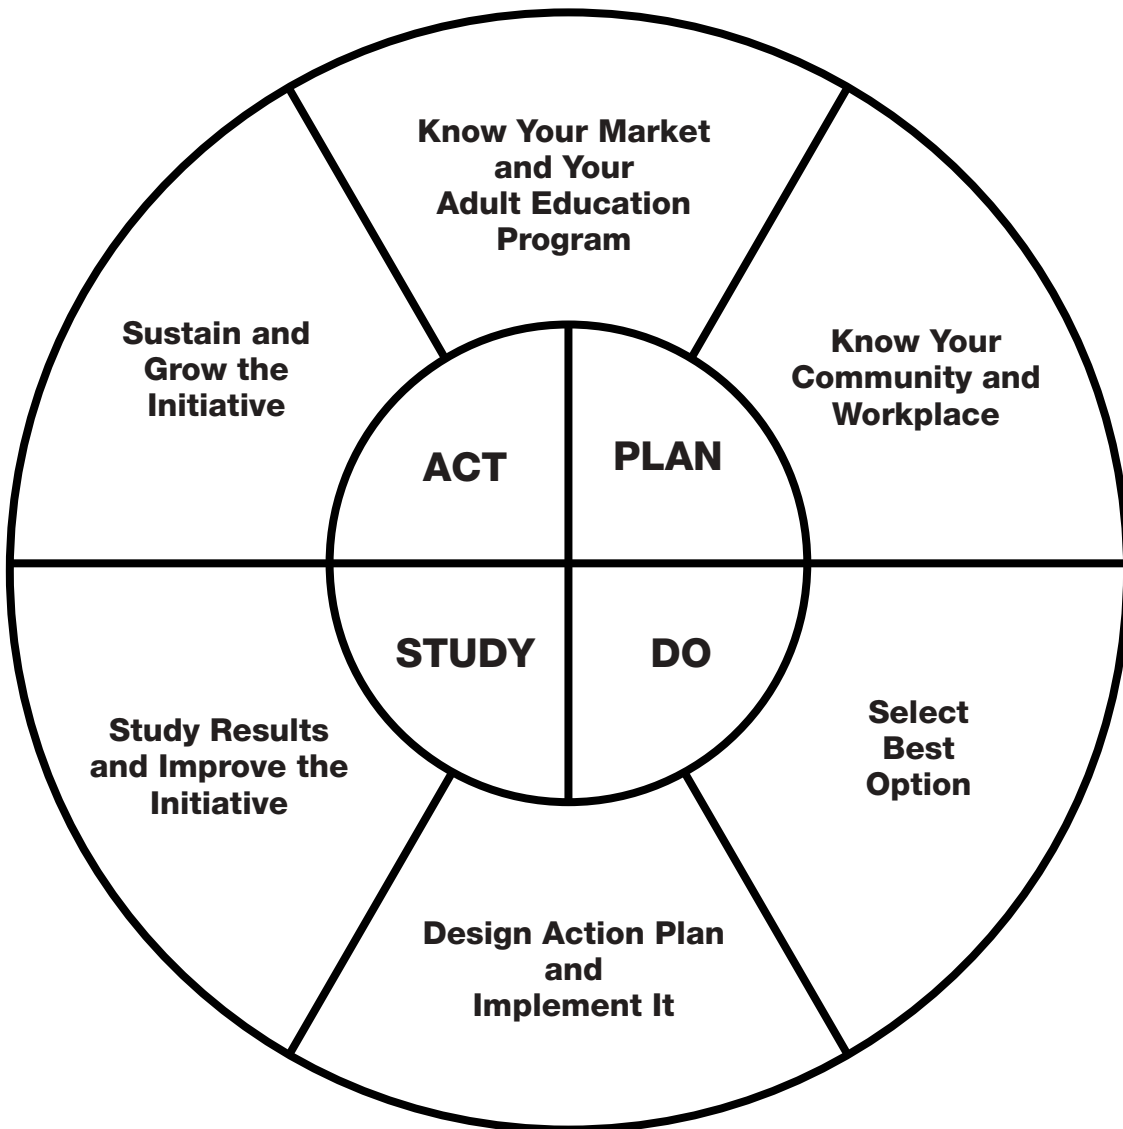 Know Your Market
and Your
Adult Education
Program
Know Your
Community and
Workplace
Sustain and
Grow the
Initiative
ACT
PLAN
STUDY
DO
Select
Best
Option
Study Results
and Improve the
Initiative
Design Action Plan
and
Implement It